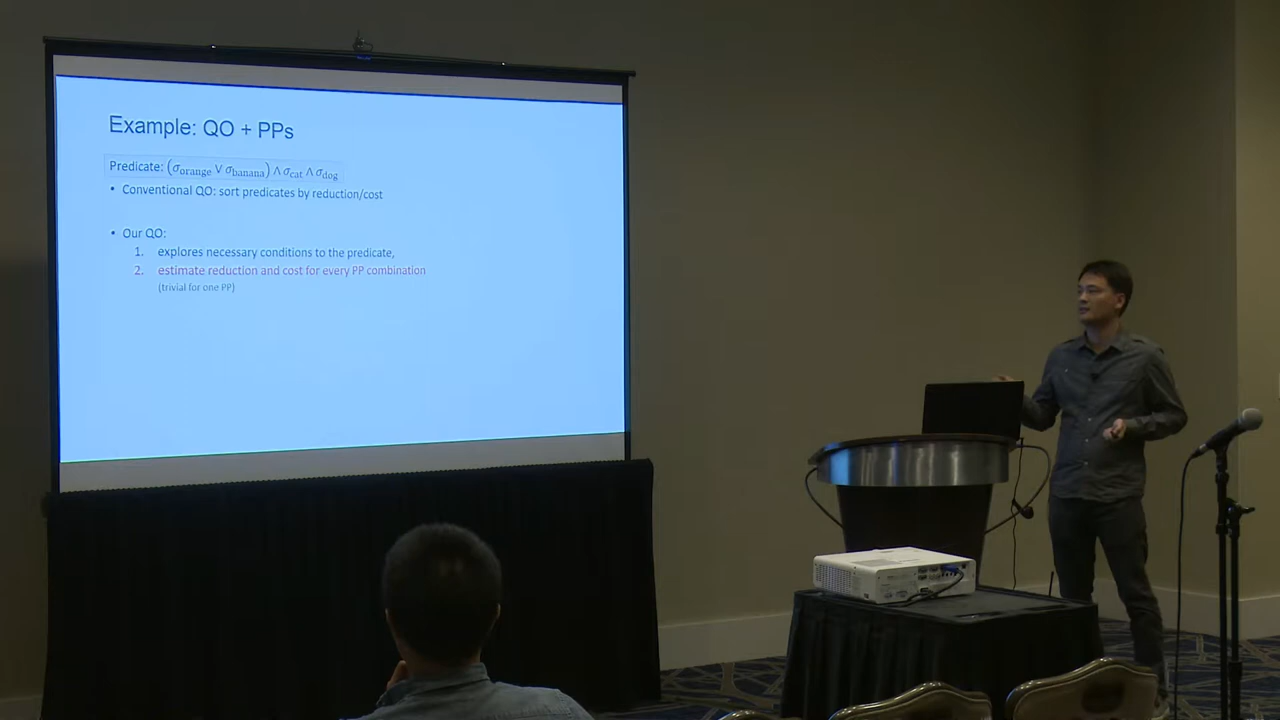 Example: QO + PPs
Predicate: (σorange ∨ σbanana) ∧ σcat ∧ σdog
• Conventional QO: sort predicates by reduction/cost
• Our QO:
1. explores necessary conditions to the predicate,
2. estimate reduction and cost for every PP combination
(trivial for one PP)